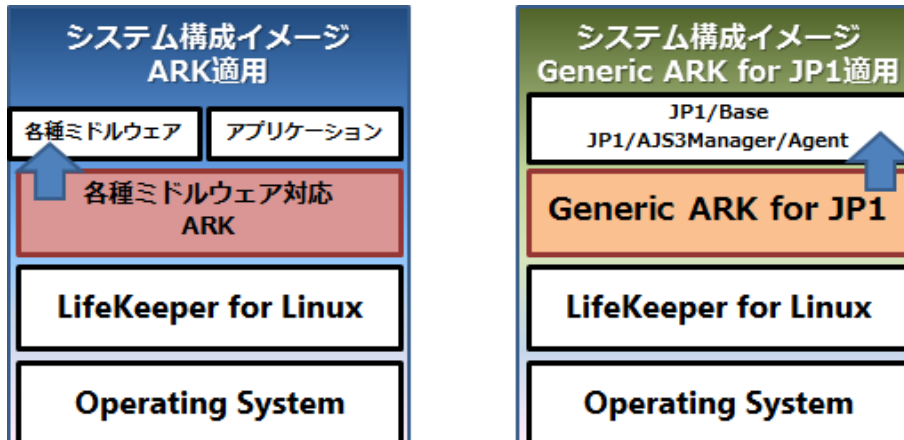 システム構成イメージ
ARK適用
各種ミドルウェア
アプリケーション
各種ミドルウェア対応
ARK
LifeKeeper for Linux
Operating System
システム構成イメージ
Generic ARK for JP1適用
JP1/Base
JP1/AJS3Manager/Agent
Generic ARK for JP1
LifeKeeper for Linux
Operating System